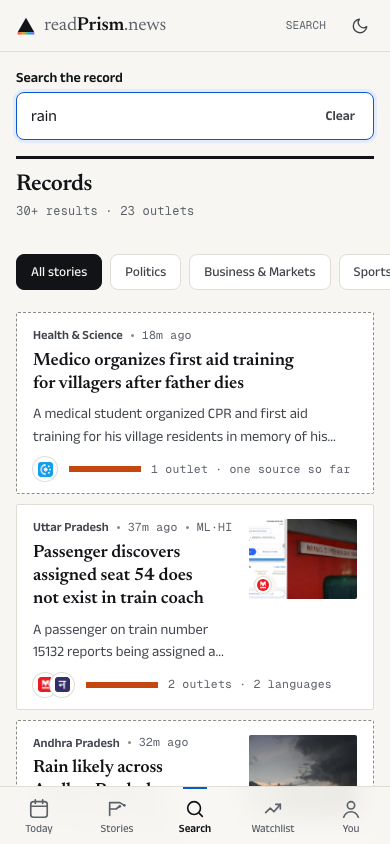 readPrism.news
SEARCH
Search the record
rain
Clear
Records
30+ results · 23 outlets
All stories
Politics
Business & Markets
Sports
Health & Science • 18m ago
Medico organizes first aid training
for villagers after father dies
A medical student organized CPR and first aid
training for his village residents in memory of his…
1 outlet · one source so far
Uttar Pradesh • 37m ago • ML·HI
Passenger discovers
assigned seat 54 does
not exist in train coach
A passenger on train number
15132 reports being assigned a…
न
2 outlets · 2 languages
Andhra Pradesh • 32m ago
Rain likely across
Today
Stories
Search
Watchlist
You